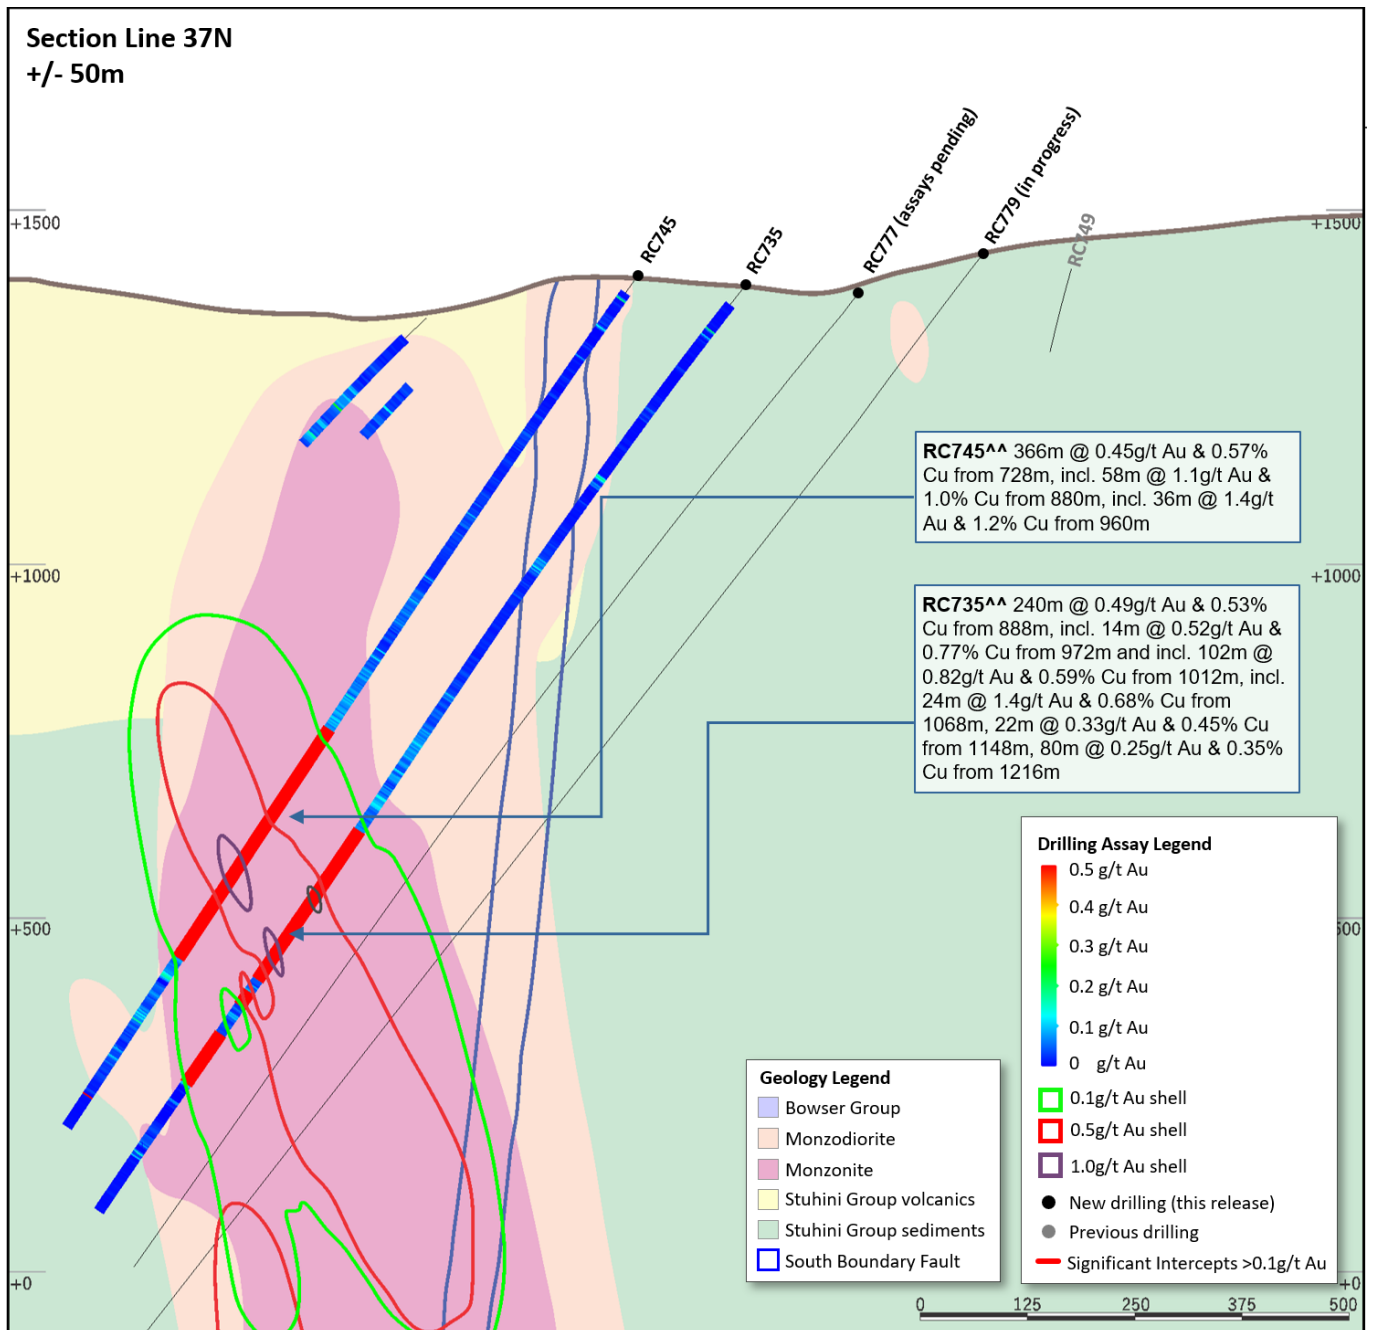 Section Line 37N
+/- 50m
RC745
RC735
RC777 (assays pending)
RC779 (in progress)
RC749
+1500
+1500
RC745^^ 366m @ 0.45g/t Au & 0.57%
Cu from 728m, incl. 58m @ 1.1g/t Au &
1.0% Cu from 880m, incl. 36m @ 1.4g/t
Au & 1.2% Cu from 960m
+1000
+1000
RC735^^ 240m @ 0.49g/t Au & 0.53%
Cu from 888m, incl. 14m @ 0.52g/t Au &
0.77% Cu from 972m and incl. 102m @
0.82g/t Au & 0.59% Cu from 1012m, incl.
24m @ 1.4g/t Au & 0.68% Cu from
1068m, 22m @ 0.33g/t Au & 0.45% Cu
from 1148m, 80m @ 0.25g/t Au & 0.35%
Cu from 1216m
+500
500
Drilling Assay Legend
0.5 g/t Au
0.4 g/t Au
0.3 g/t Au
0.2 g/t Au
0.1 g/t Au
0 g/t Au
0.1g/t Au shell
0.5g/t Au shell
1.0g/t Au shell
New drilling (this release)
Previous drilling
Significant Intercepts >0.1g/t Au
Geology Legend
Bowser Group
Monzodiorite
Monzonite
Stuhini Group volcanics
Stuhini Group sediments
South Boundary Fault
+0
+0
0 125 250 375 500